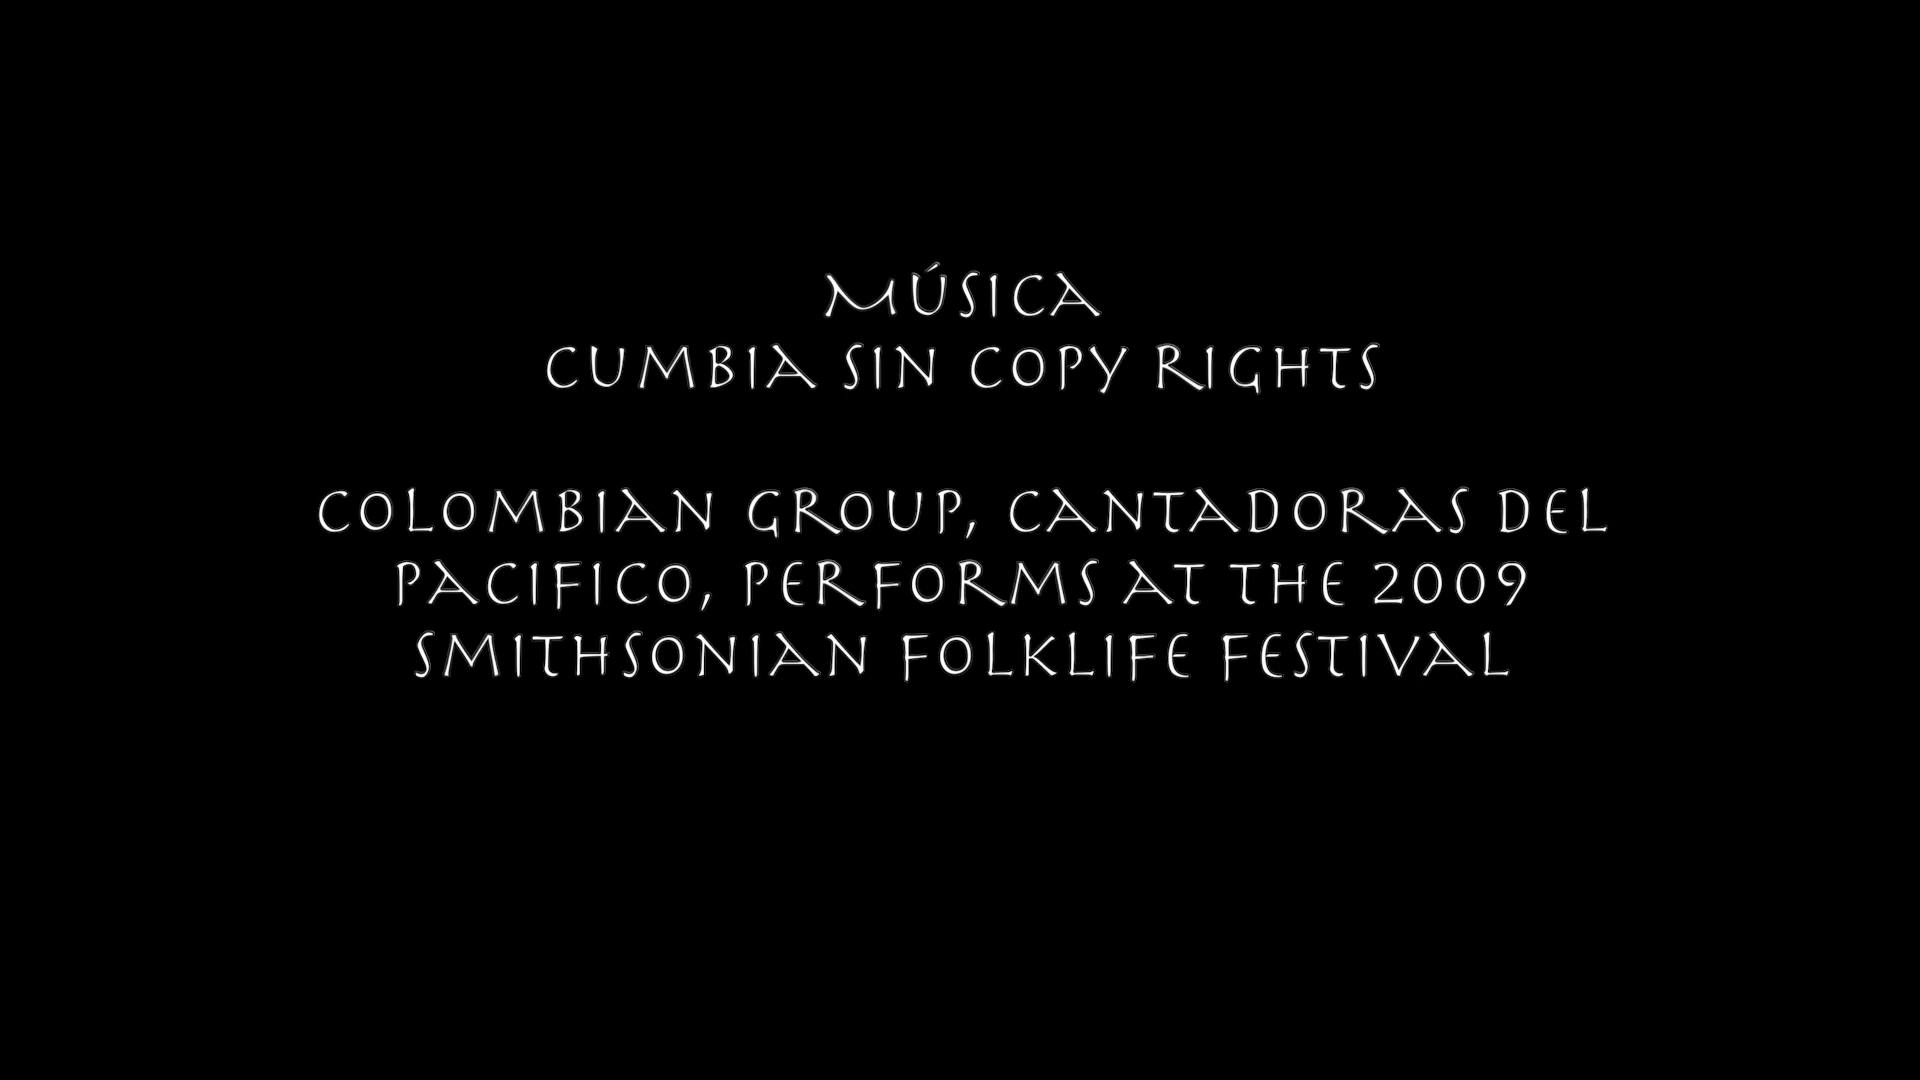 MÚSICA
CUMBIA SIN COPY RIGHTS
COLOMBIAN GROUP, CANTADORAS DEL
PACIFICO, PERFORMS AT THE 2009
SMITHSONIAN FOLKLIFE FESTIVAL